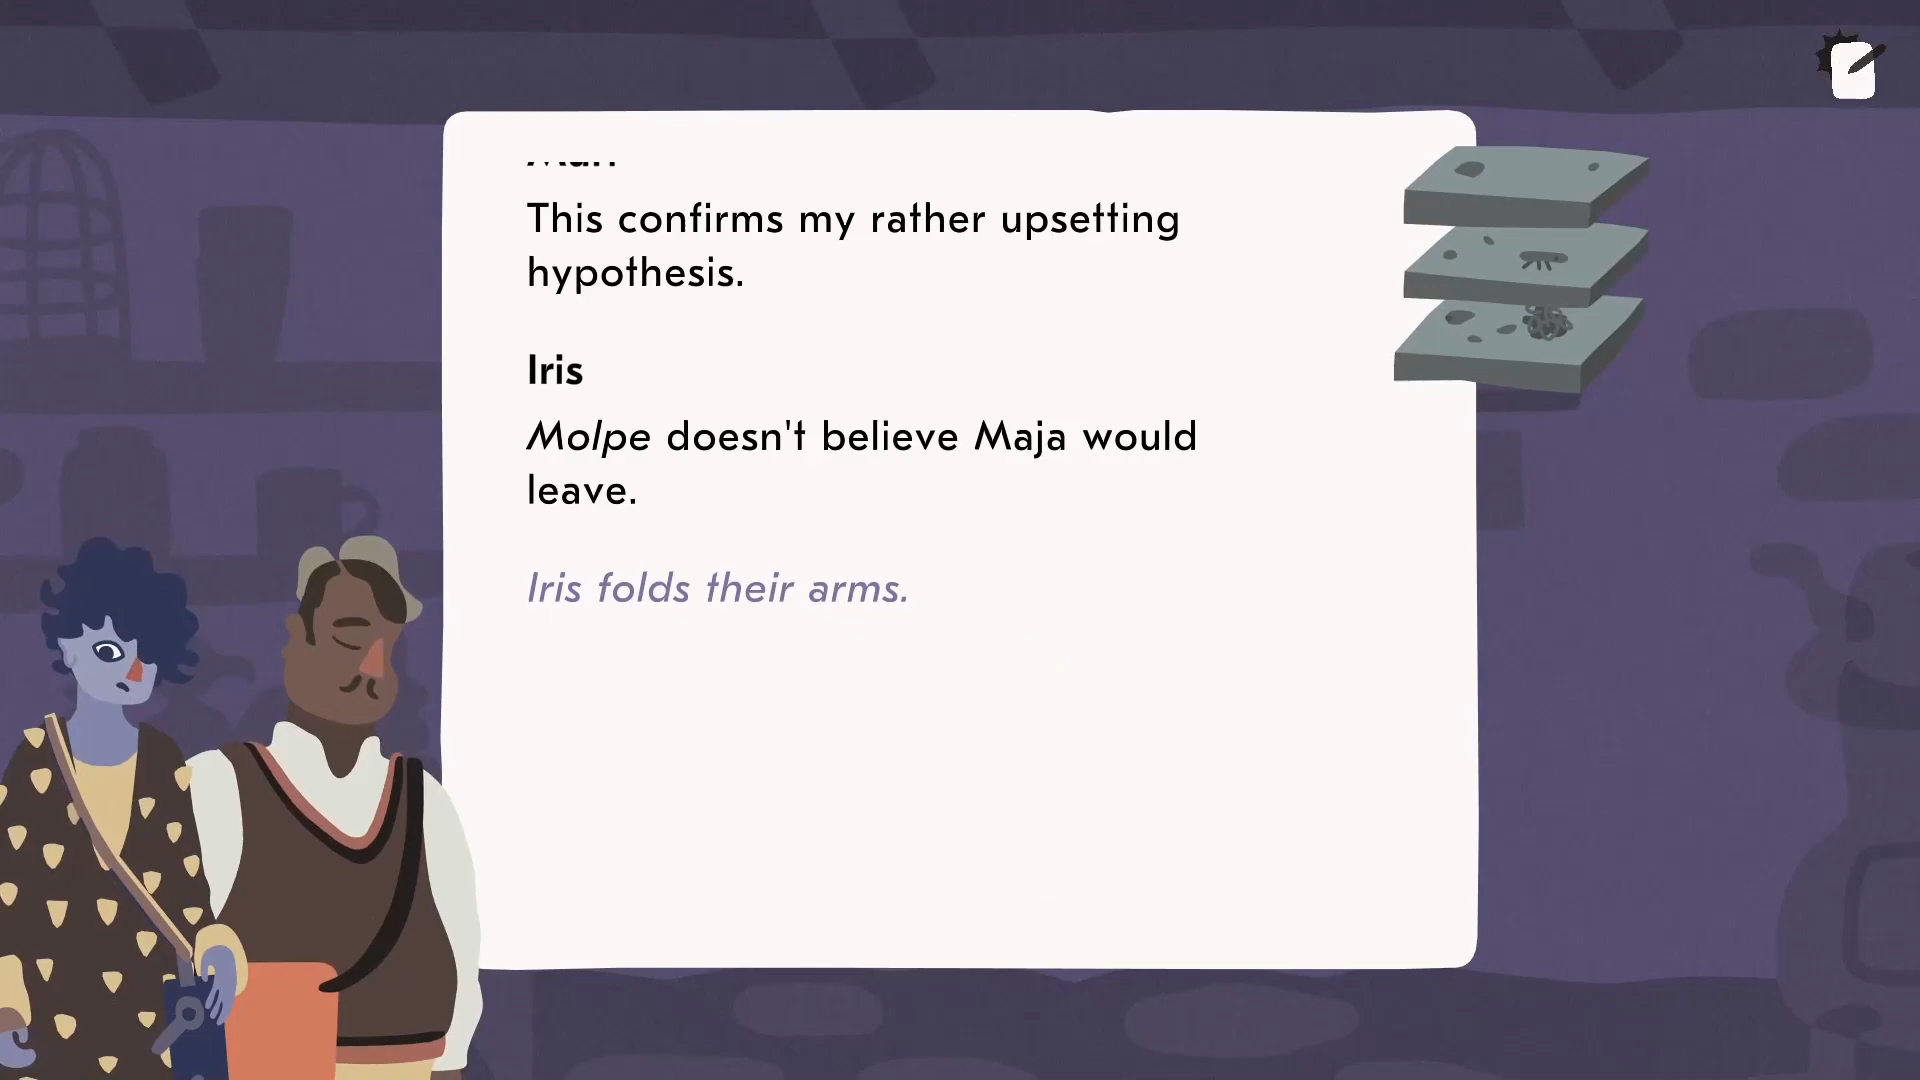 This confirms my rather upsetting
hypothesis.
Iris
Molpe doesn't believe Maja would
leave.
Iris folds their arms.